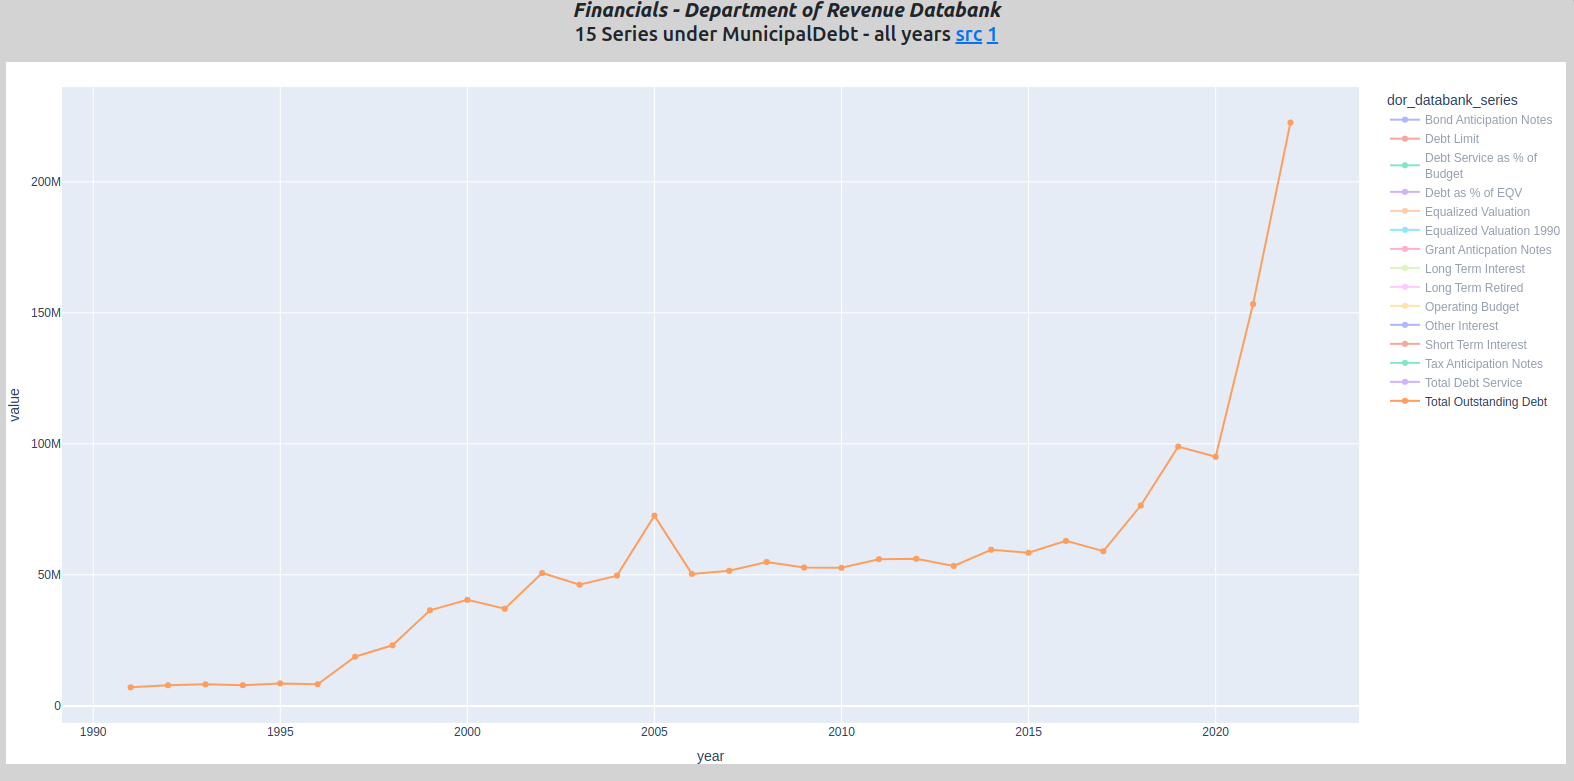 Financials - Department of Revenue Databank
15 Series under MunicipalDebt - all years src 1
dor_databank_series
Bond Anticipation Notes
Debt Limit
Debt Service as % of
Budget
Debt as % of EQV
Equalized Valuation
Equalized Valuation 1990
Grant Anticpation Notes
Long Term Interest
Long Term Retired
Operating Budget
Other Interest
Short Term Interest
Tax Anticipation Notes
Total Debt Service
Total Outstanding Debt
200M
150M
100M
50M
0
value
1990 1995 2000 2005 2010 2015 2020
year